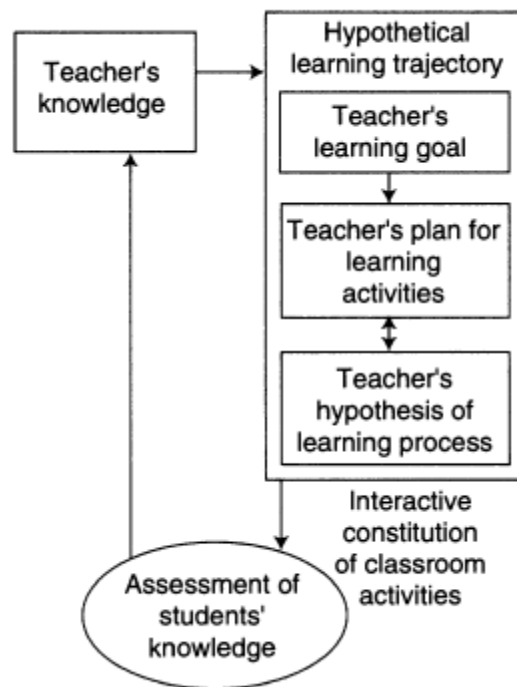 Teacher's
knowledge
Hypothetical
learning trajectory
Teacher's
learning goal
Teacher's plan for
learning
activities
Teacher's
hypothesis of
learning process
Interactive
constitution
of classroom
activities
Assessment of
students'
knowledge